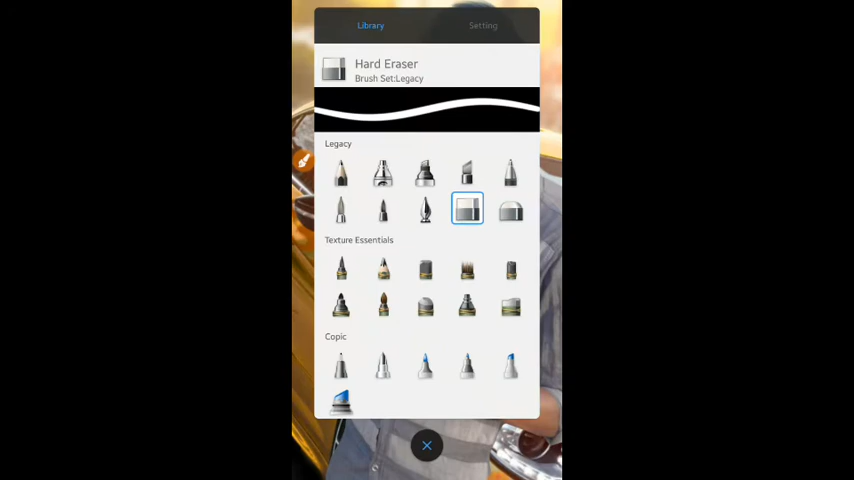 Library
Setting
Hard Eraser
Brush Set:Legacy
Legacy
Texture Essentials
Copic